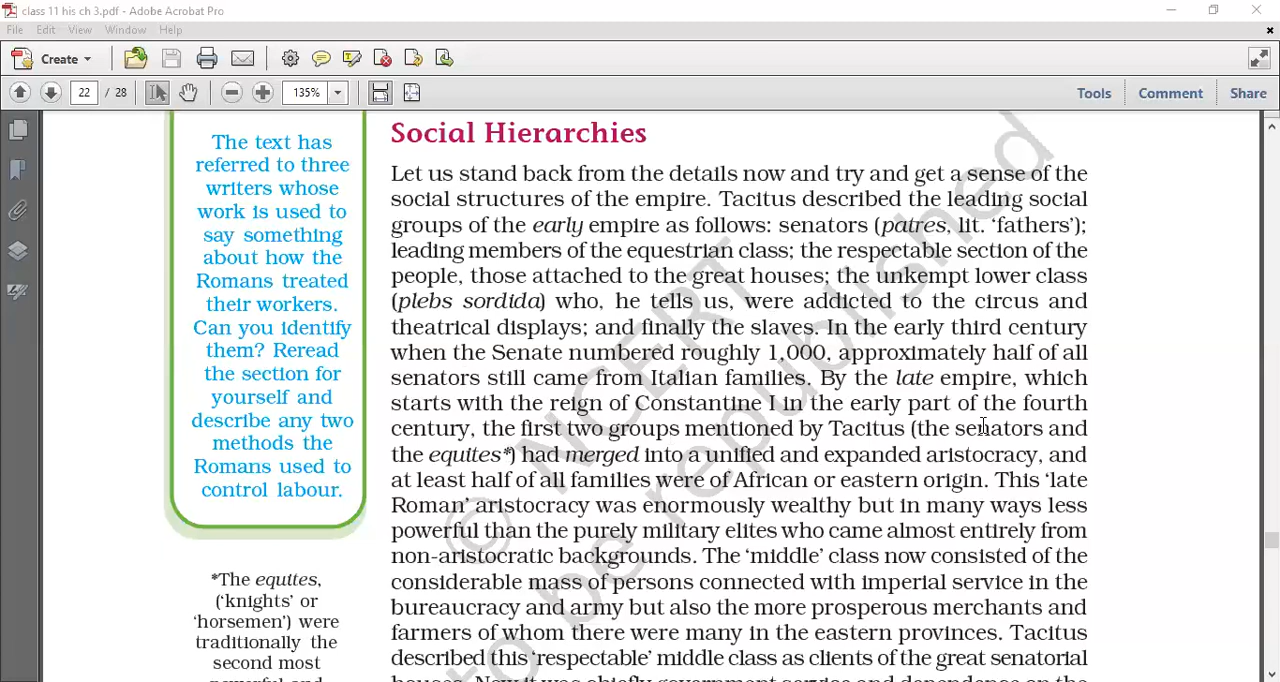 class 11 his ch 3.pdf - Adobe Acrobat Pro
File Edit View Window Help
Create
22 / 28
135%
Tools Comment Share
The text has
referred to three
writers whose
work is used to
say something
about how the
Romans treated
their workers.
Can you identify
them? Reread
the section for
yourself and
describe any two
methods the
Romans used to
control labour.
*The equites,
('knights' or
'horsemen') were
traditionally the
second most
Social Hierarchies
Let us stand back from the details now and try and get a sense of the
social structures of the empire. Tacitus described the leading social
groups of the early empire as follows: senators (patres, lit. 'fathers');
leading members of the equestrian class; the respectable section of the
people, those attached to the great houses; the unkempt lower class
(plebs sordida) who, he tells us, were addicted to the circus and
theatrical displays; and finally the slaves. In the early third century
when the Senate numbered roughly 1,000, approximately half of all
senators still came from Italian families. By the late empire, which
starts with the reign of Constantine I in the early part of the fourth
century, the first two groups mentioned by Tacitus (the senators and
the equites*) had merged into a unified and expanded aristocracy, and
at least half of all families were of African or eastern origin. This 'late
Roman' aristocracy was enormously wealthy but in many ways less
powerful than the purely military elites who came almost entirely from
non-aristocratic backgrounds. The 'middle' class now consisted of the
considerable mass of persons connected with imperial service in the
bureaucracy and army but also the more prosperous merchants and
farmers of whom there were many in the eastern provinces. Tacitus
described this 'respectable' middle class as clients of the great senatorial
© NCERT
to be republished